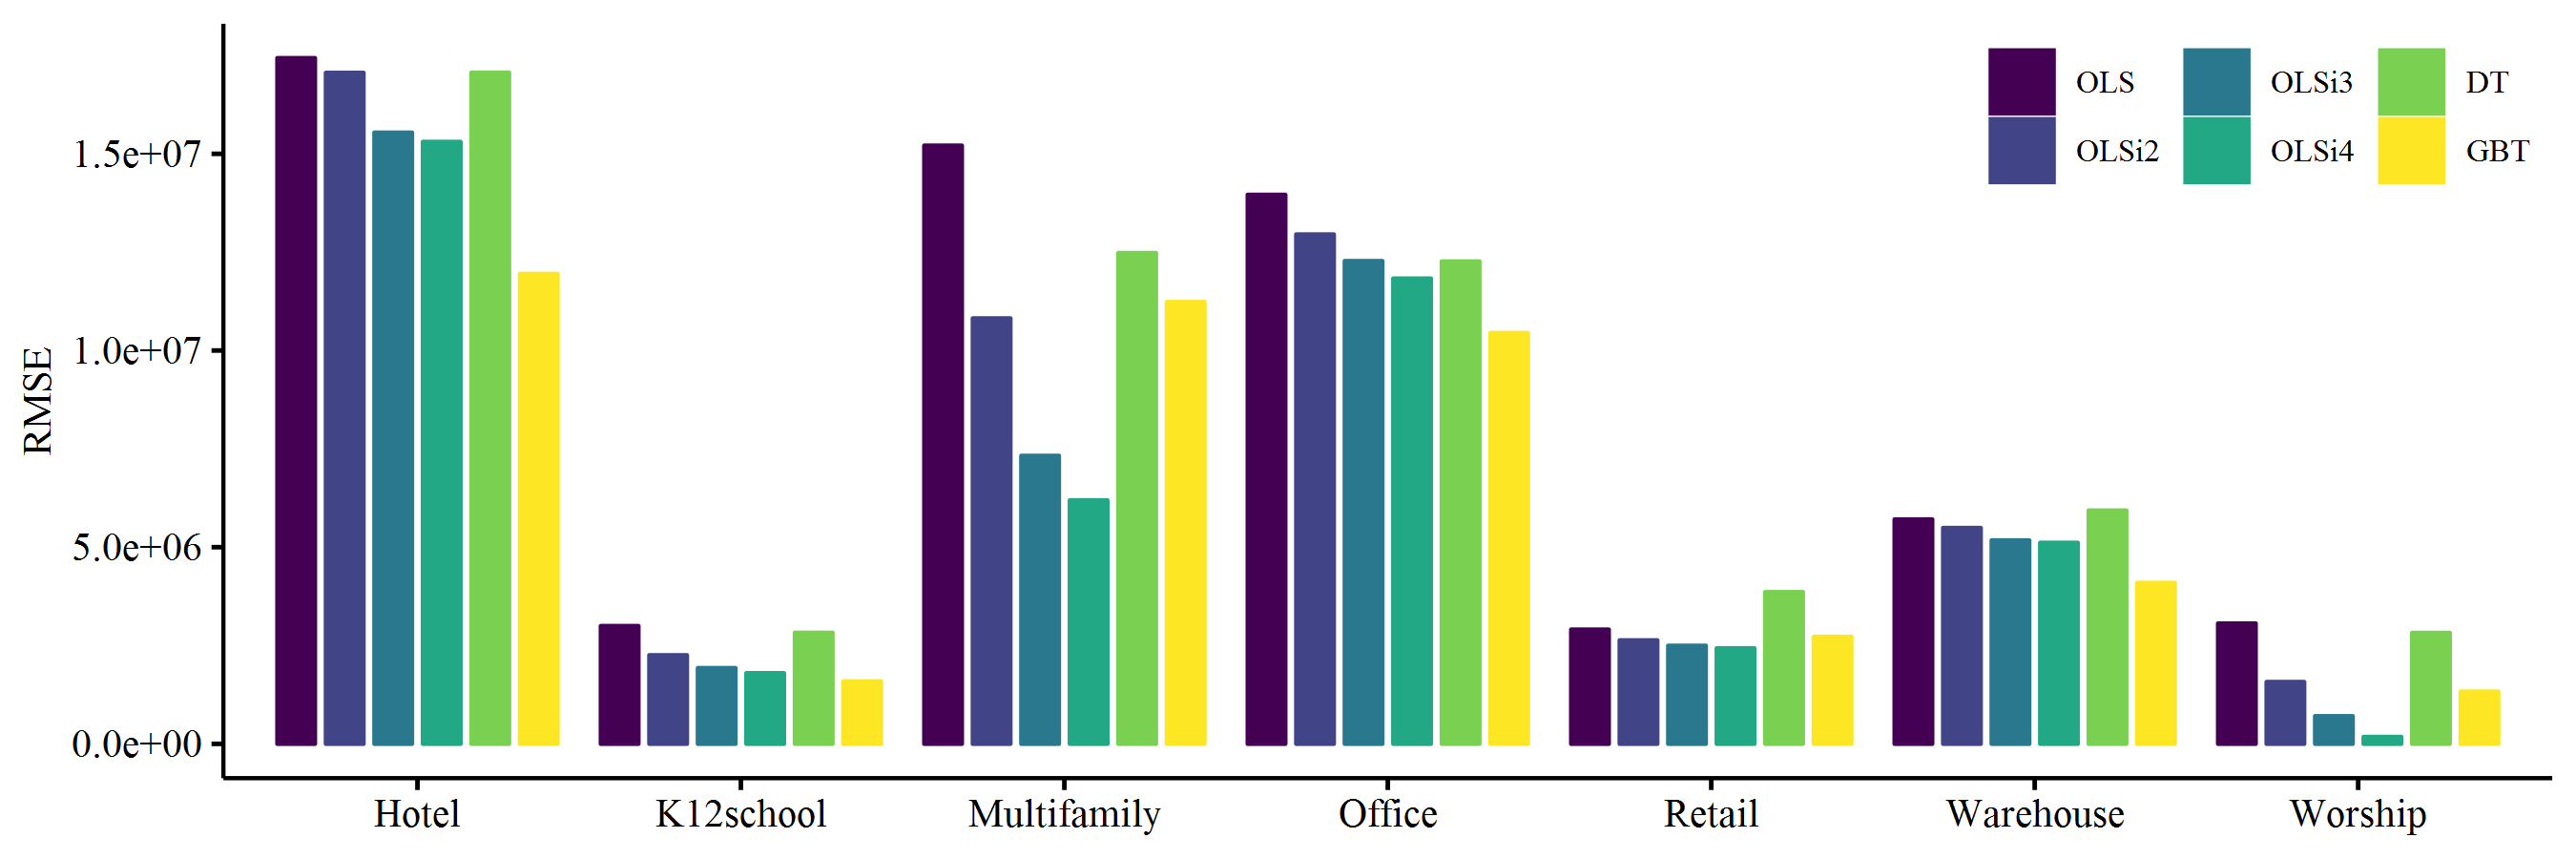 OLS
OLSi3
DT
OLSi2
OLSi4
GBT
RMSE
1.5e+07
1.0e+07
5.0e+06
0.0e+00
Hotel
K12school
Multifamily
Office
Retail
Warehouse
Worship